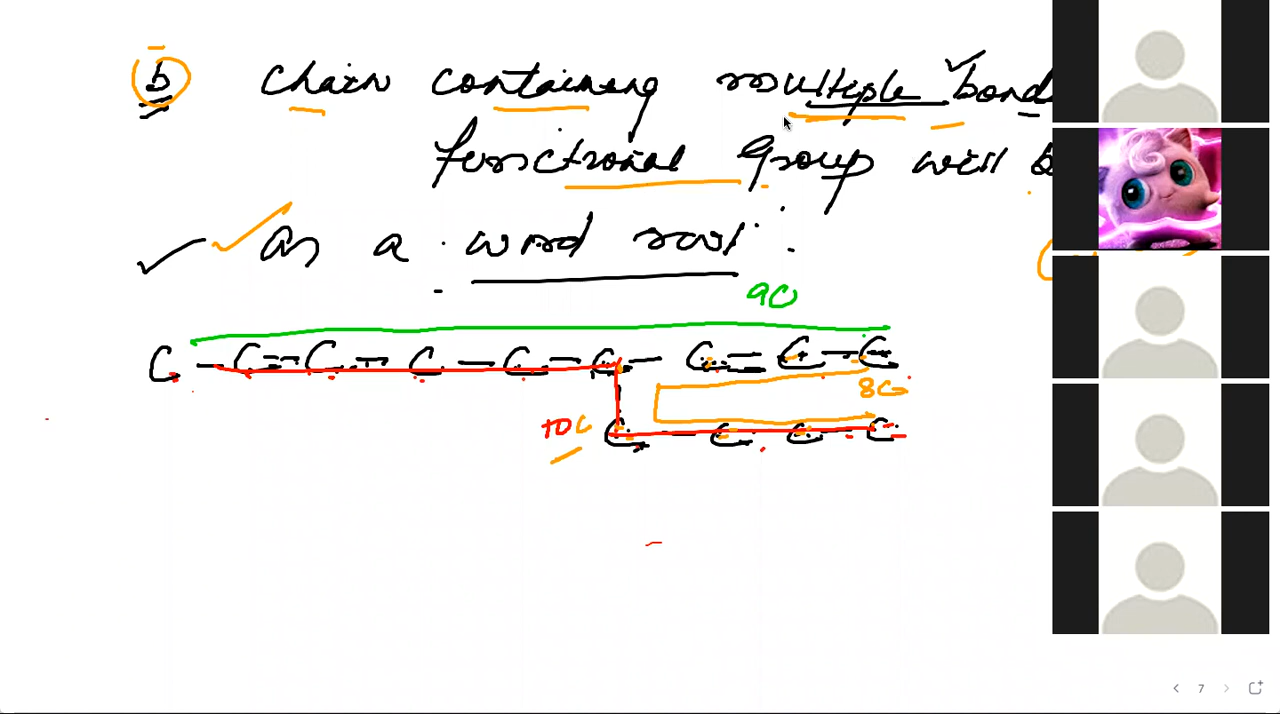 b chain containing multiple bond
functional group will b
as a word root.
9C
C - C = C - C - C - C - C = C - C
8C
10C C - C - C - C
7